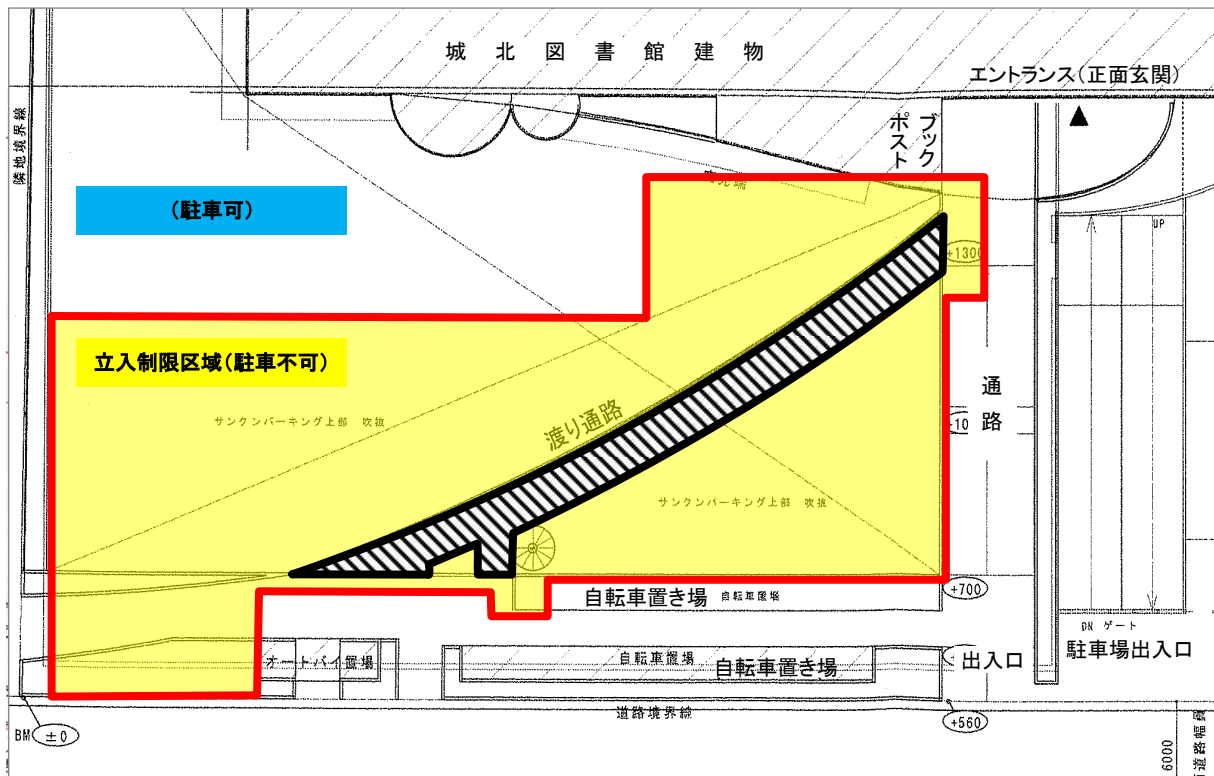 城北図書館建物
エントランス(正面玄関)
▲
隣地境界線
ブック
ポスト
(駐車可)
UP
+1300
立入制限区域(駐車不可)
通路
サンクンパーキング上部 吹抜
渡り通路
+10
サンクンパーキング上部 吹抜
自転車置き場
自転車置場
+700
DN ゲート
駐車場出入口
オートバイ置場
自転車置場
自転車置き場
出入口
道路境界線
BM ±0
+560
6000
道路幅員